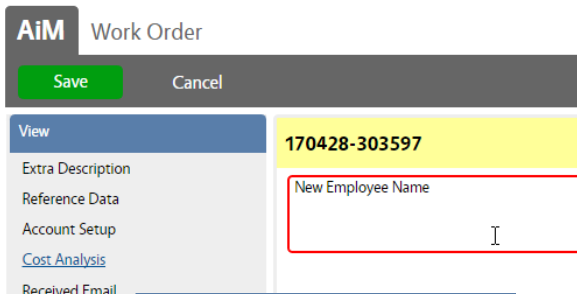 AiM Work Order
Save Cancel
View
170428-303597
Extra Description
New Employee Name
Reference Data
Account Setup
Cost Analysis
Received Email